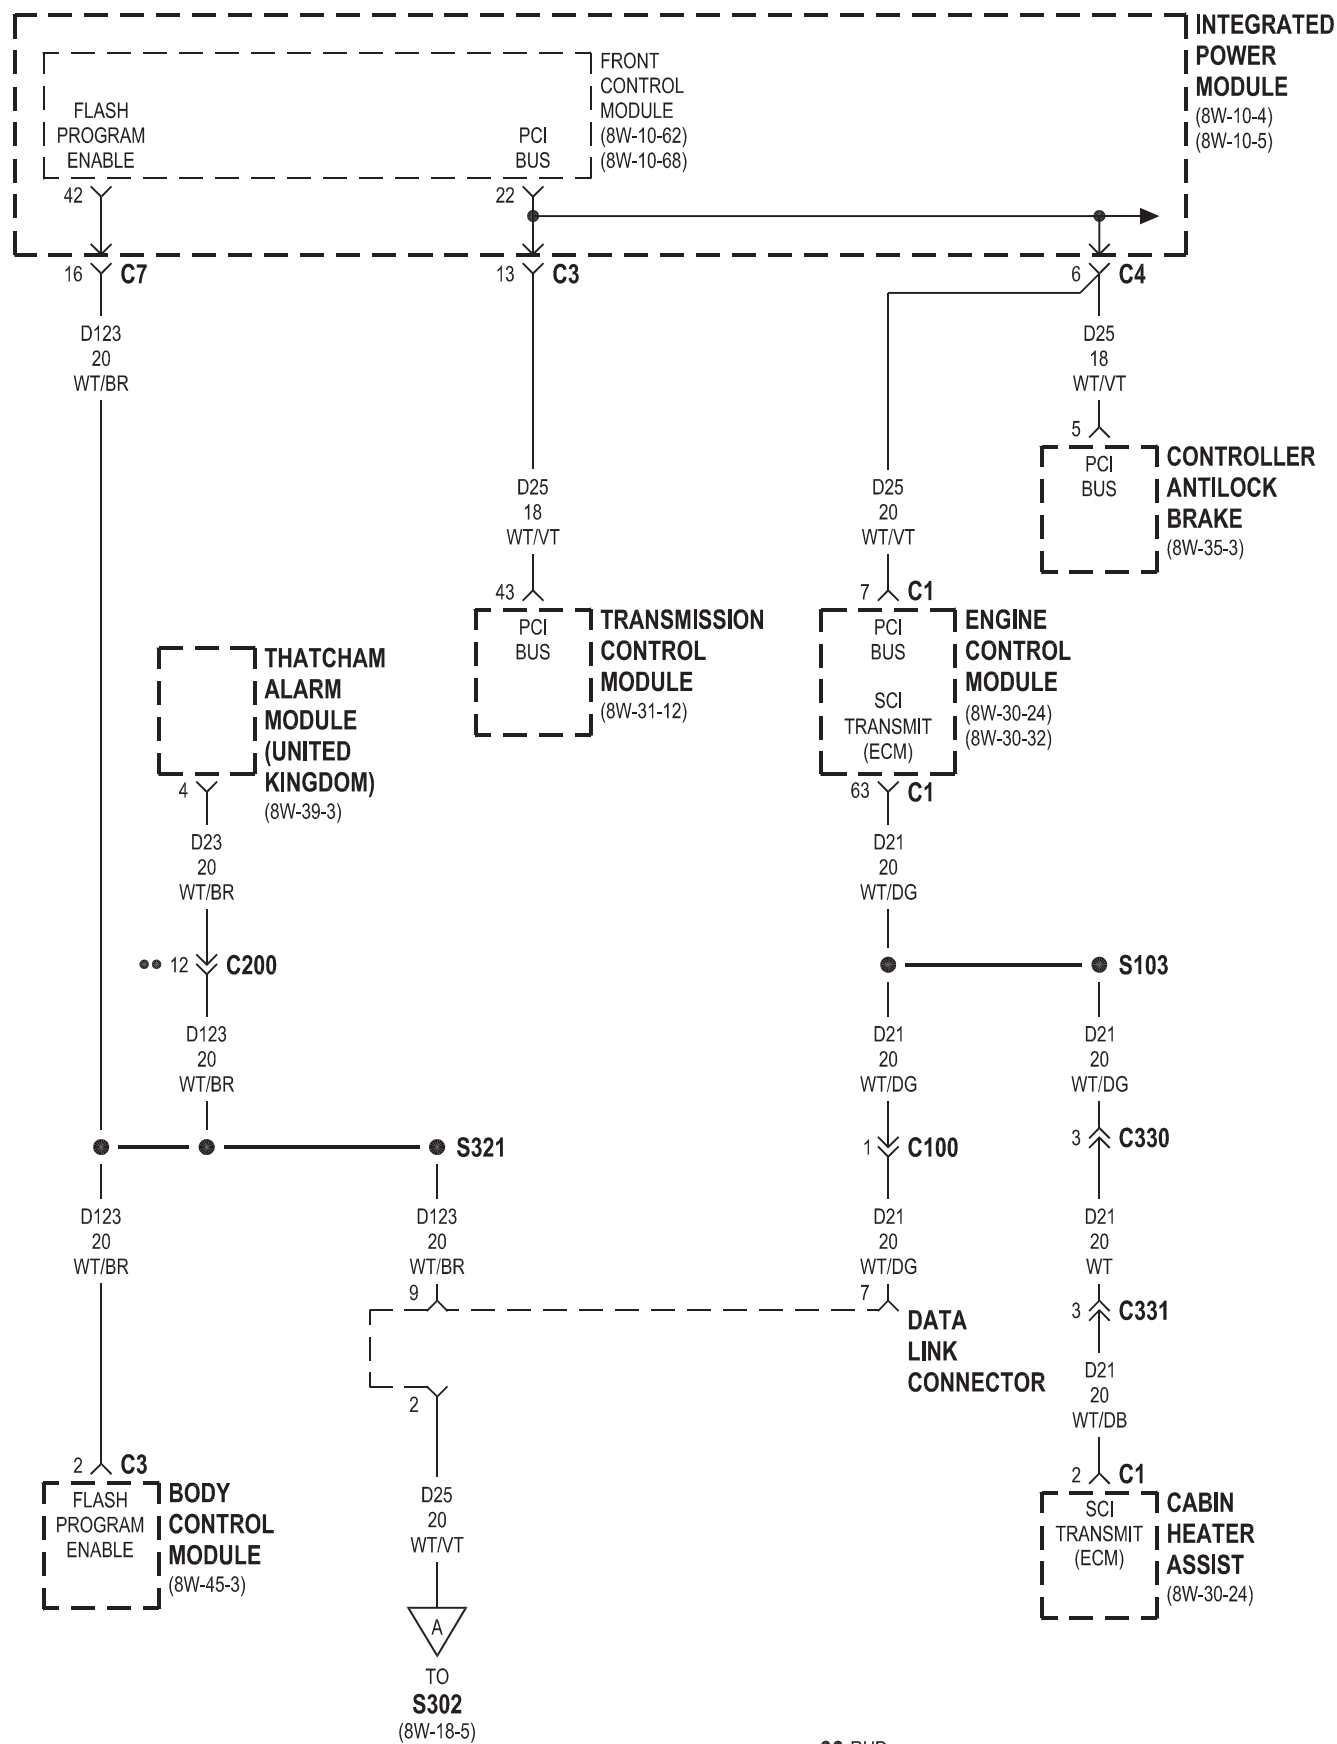 INTEGRATED
POWER
MODULE
(8W-10-4)
(8W-10-5)
FRONT
CONTROL
MODULE
(8W-10-62)
(8W-10-68)
FLASH
PROGRAM
ENABLE
PCI
BUS
42
22
16 C7
13 C3
6 C4
D123
20
WT/BR
D25
18
WT/VT
5
PCI
BUS
CONTROLLER
ANTILOCK
BRAKE
(8W-35-3)
D25
18
WT/VT
D25
20
WT/VT
43
7 C1
PCI
BUS
TRANSMISSION
CONTROL
MODULE
(8W-31-12)
PCI
BUS
SCI
TRANSMIT
(ECM)
ENGINE
CONTROL
MODULE
(8W-30-24)
(8W-30-32)
THATCHAM
ALARM
MODULE
(UNITED
KINGDOM)
(8W-39-3)
4
63 C1
D23
20
WT/BR
D21
20
WT/DG
•• 12 C200
S103
D123
20
WT/BR
D21
20
WT/DG
D21
20
WT/DG
S321
1 C100
3 C330
D123
20
WT/BR
D123
20
WT/BR
D21
20
WT/DG
D21
20
WT
9
7
DATA
LINK
CONNECTOR
3 C331
2
D21
20
WT/DB
2 C3
FLASH
PROGRAM
ENABLE
BODY
CONTROL
MODULE
(8W-45-3)
D25
20
WT/VT
2 C1
SCI
TRANSMIT
(ECM)
CABIN
HEATER
ASSIST
(8W-30-24)
A
TO
S302
(8W-18-5)